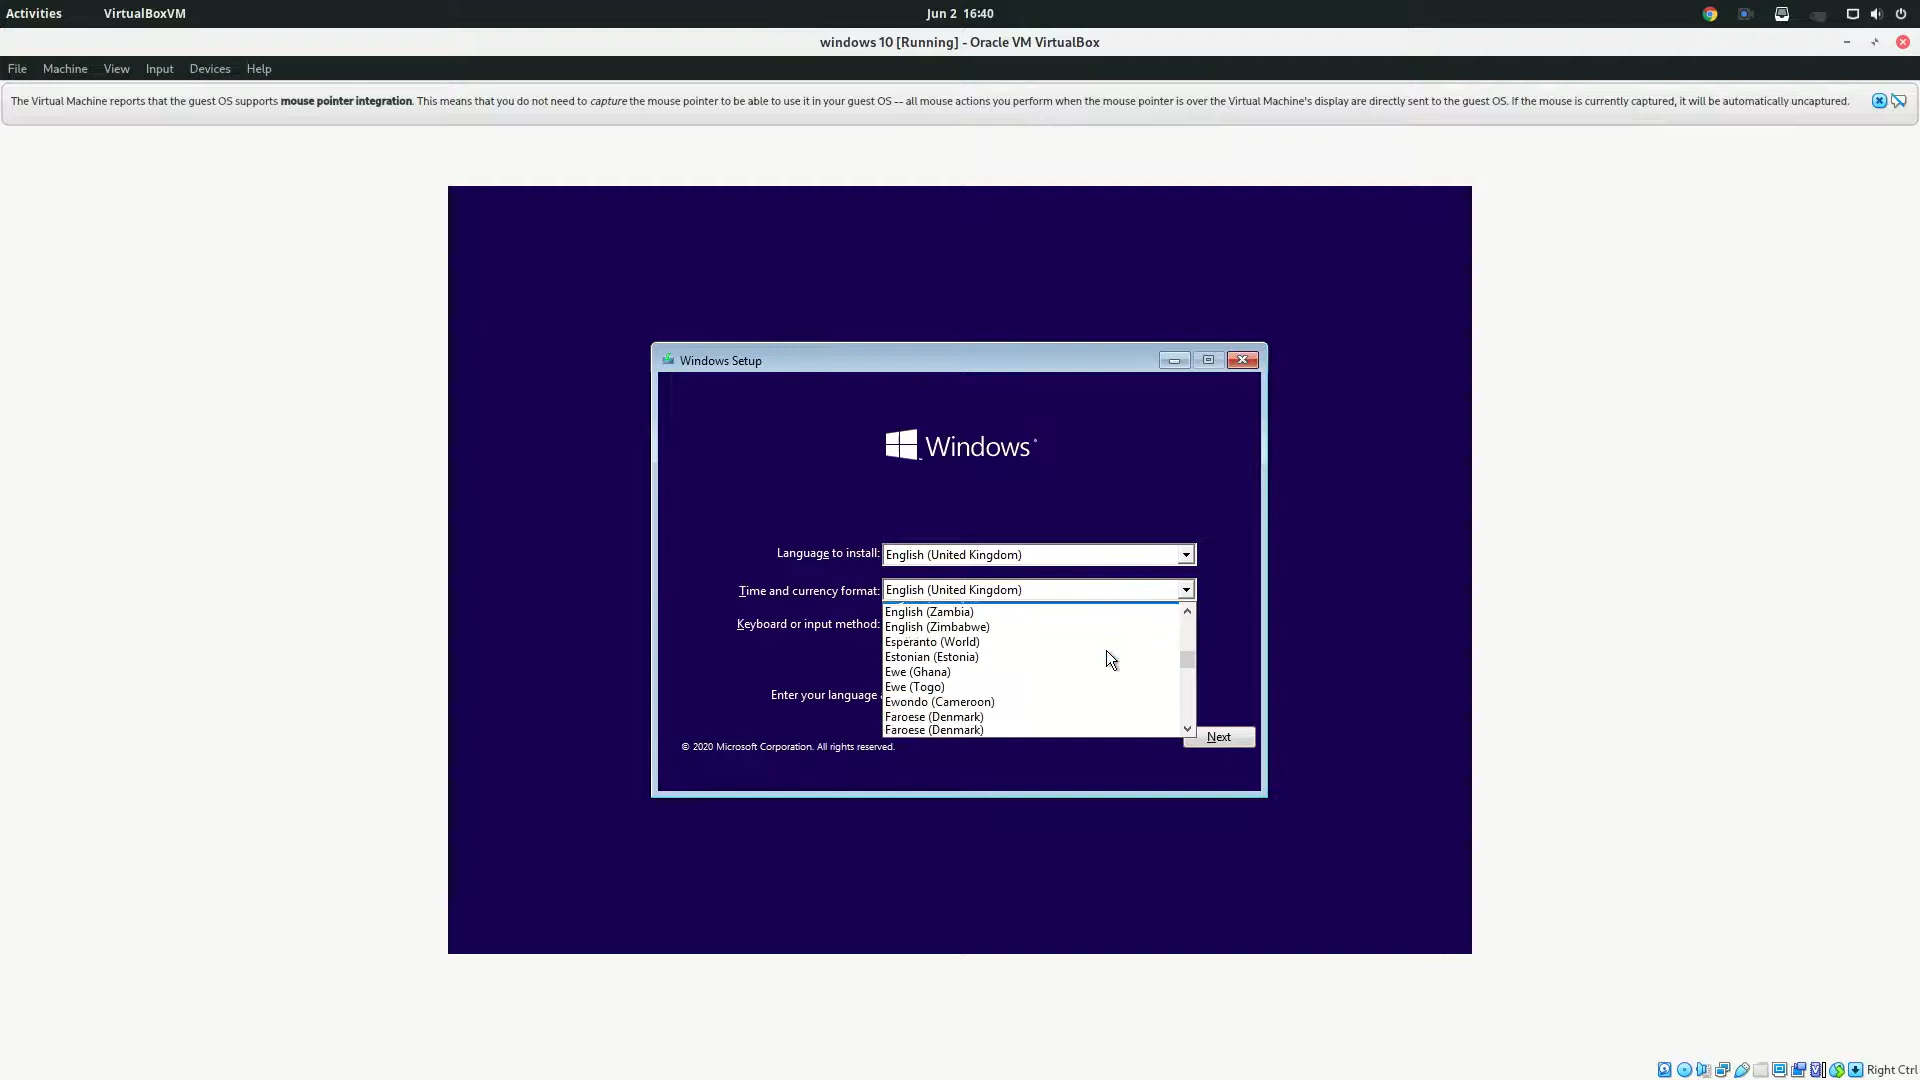 Activities VirtualBoxVM Jun 2 16:40
windows 10 [Running] - Oracle VM VirtualBox
File Machine View Input Devices Help
The Virtual Machine reports that the guest OS supports mouse pointer integration. This means that you do not need to capture the mouse pointer to be able to use it in your guest OS -- all mouse actions you perform when the mouse pointer is over the Virtual Machine's display are directly sent to the guest OS. If the mouse is currently captured, it will be automatically uncaptured.
Windows Setup
Windows
Language to install: English (United Kingdom)
Time and currency format: English (United Kingdom)
English (Zambia)
Keyboard or input method:
English (Zimbabwe)
Esperanto (World)
Estonian (Estonia)
Ewe (Ghana)
Ewe (Togo)
Enter your language
Ewondo (Cameroon)
Faroese (Denmark)
Faroese (Denmark)
Next
© 2020 Microsoft Corporation. All rights reserved.
Right Ctrl